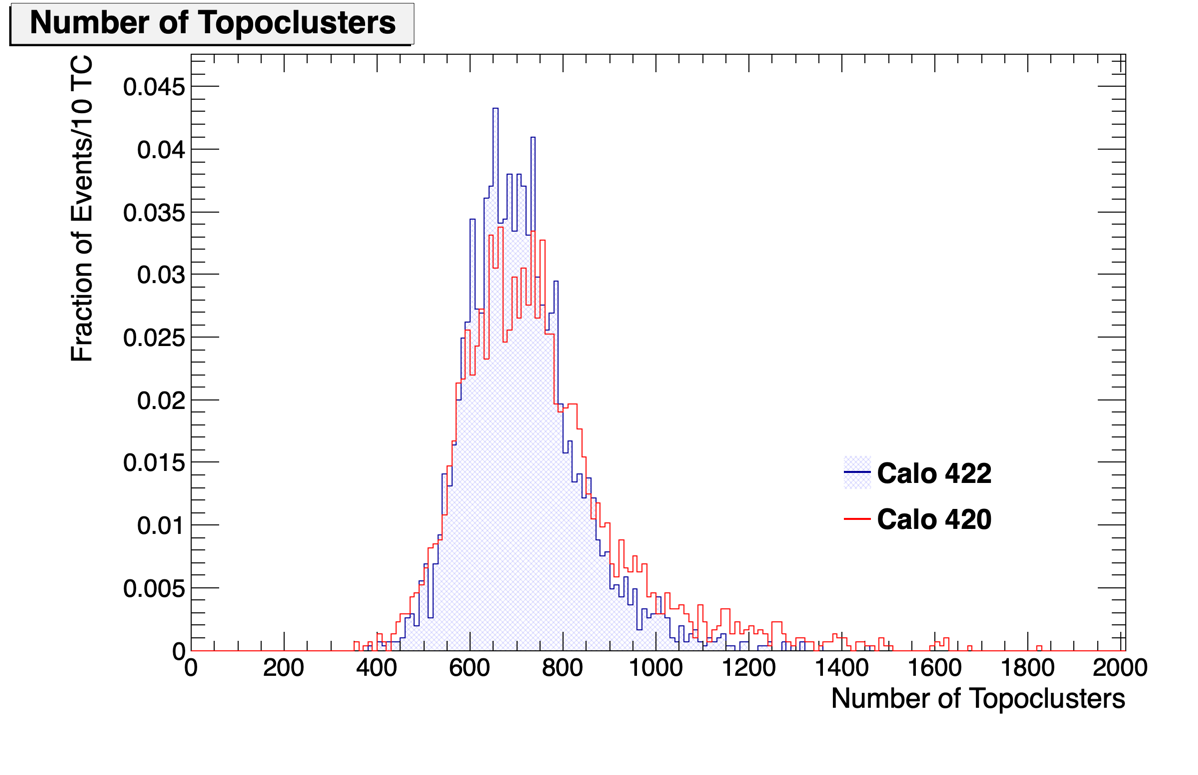 Number of Topoclusters
Fraction of Events/10 TC
0.045
0.04
0.035
0.03
0.025
0.02
0.015
0.01
0.005
0
Calo 422
Calo 420
0 200 400 600 800 1000 1200 1400 1600 1800 2000
Number of Topoclusters